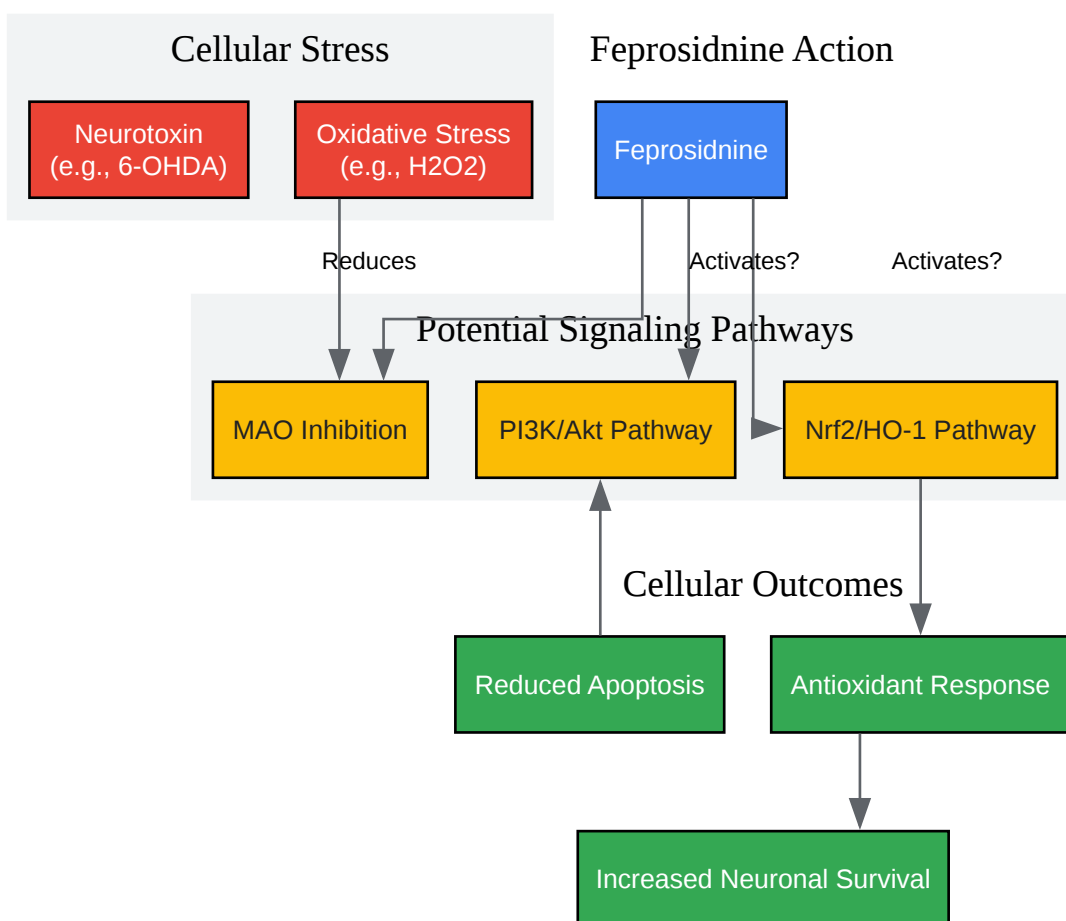 Cellular Stress
Feprosidnine Action
Neurotoxin
(e.g., 6-OHDA)
Oxidative Stress
(e.g., H2O2)
Feprosidnine
Reduces
Activates?
Activates?
Potential Signaling Pathways
MAO Inhibition
PI3K/Akt Pathway
Nrf2/HO-1 Pathway
Cellular Outcomes
Reduced Apoptosis
Antioxidant Response
Increased Neuronal Survival